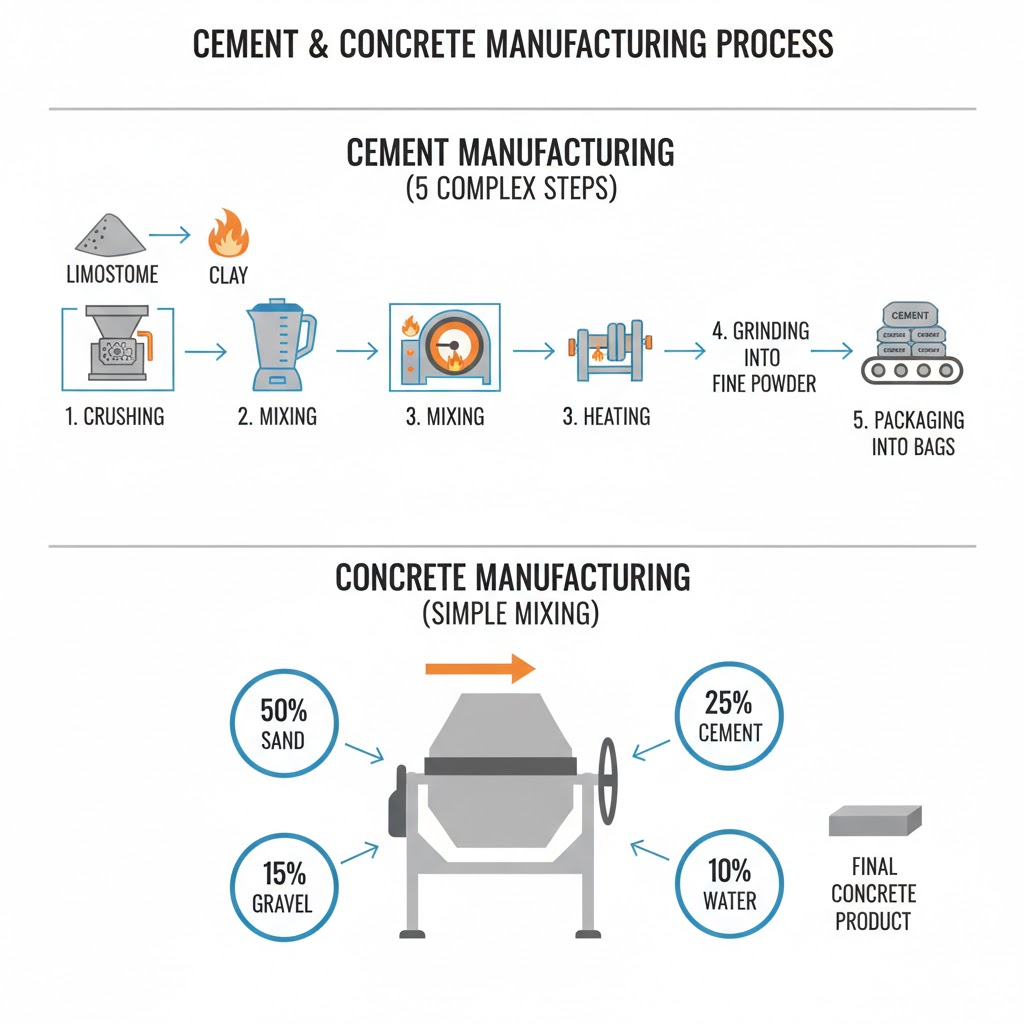 CEMENT & CONCRETE MANUFACTURING PROCESS
CEMENT MANUFACTURING
(5 COMPLEX STEPS)
LIMOSTOME
CLAY
1. CRUSHING
2. MIXING
3. MIXING
3. HEATING
4. GRINDING
INTO
FINE POWDER
CEMENT
5. PACKAGING
INTO BAGS
CONCRETE MANUFACTURING
(SIMPLE MIXING)
50%
SAND
25%
CEMENT
15%
GRAVEL
10%
WATER
FINAL
CONCRETE
PRODUCT